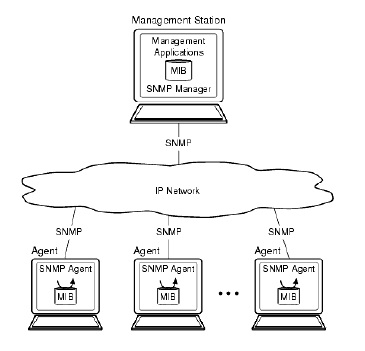 Management Station
Management
Applications
MIB
SNMP Manager
SNMP
IP Network
SNMP
SNMP
SNMP
Agent
Agent
Agent
SNMP Agent
SNMP Agent
SNMP Agent
MIB
MIB
MIB